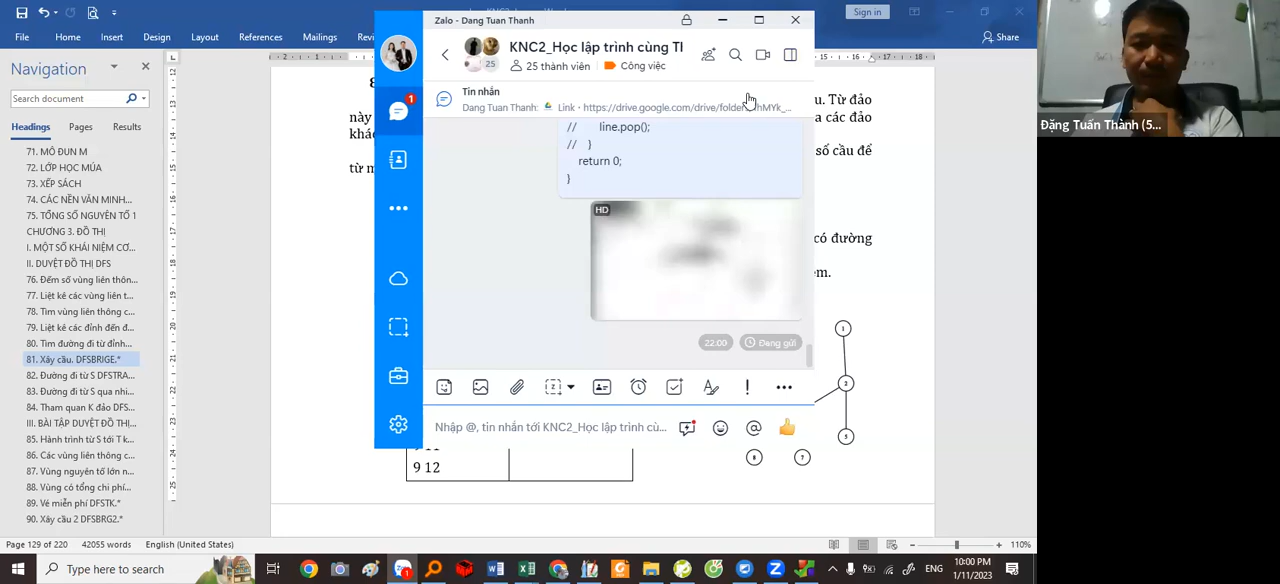 Sign in
File Home Insert Design Layout References Mailings
Share
Navigation
Search document
Headings Pages Results
71. MÔ ĐUN M
72. LỚP HỌC MÚA
73. XẾP SÁCH
74. CÁC NỀN VĂN MINH...
75. TỔNG SỐ NGUYÊN TỐ 1
CHƯƠNG 3. ĐỒ THỊ
I. MỘT SỐ KHÁI NIỆM CƠ...
II. DUYỆT ĐỒ THỊ DFS
76. Đếm số vùng liên thôn...
77. Liệt kê các vùng liên t...
78. Tìm vùng liên thông c...
79. Liệt kê các đỉnh đến đ...
80. Tìm đường đi từ đỉnh...
81. Xây cầu. DFSBRIGE.*
82. Đường đi từ S DFSTRA...
83. Đường đi từ S qua nhi...
84. Tham quan K đảo DFS...
III. BÀI TẬP DUYỆT ĐỒ THỊ...
85. Hành trình từ S tới T k...
86. Các vùng liên thông c...
87. Vùng nguyên tố lớn n...
88. Vùng có tổng chi phí...
89. Vé miễn phí DFSTK.*
90. Xây cầu 2 DFSBRG2.*
Zalo - Dang Tuan Thanh
KNC2_Học lập trình cùng TI
25
25 thành viên
Công việc
1
Tin nhắn
Dang Tuan Thanh:
Link · https://drive.google.com/drive/folder
// line.pop();
// }
return 0;
}
HD
22.00
Đang gửi
Nhập @, tin nhắn tới KNC2_Học lập trình cù...
u. Từ đảo
này
a các đảo
khác
số cầu để
từ m
có đường
1
2
5
8
7
9 12
Đặng Tuấn Thành (5...
Page 129 of 220 42055 words English (United States)
110%
Type here to search
ENG
10:00 PM
1/11/2023